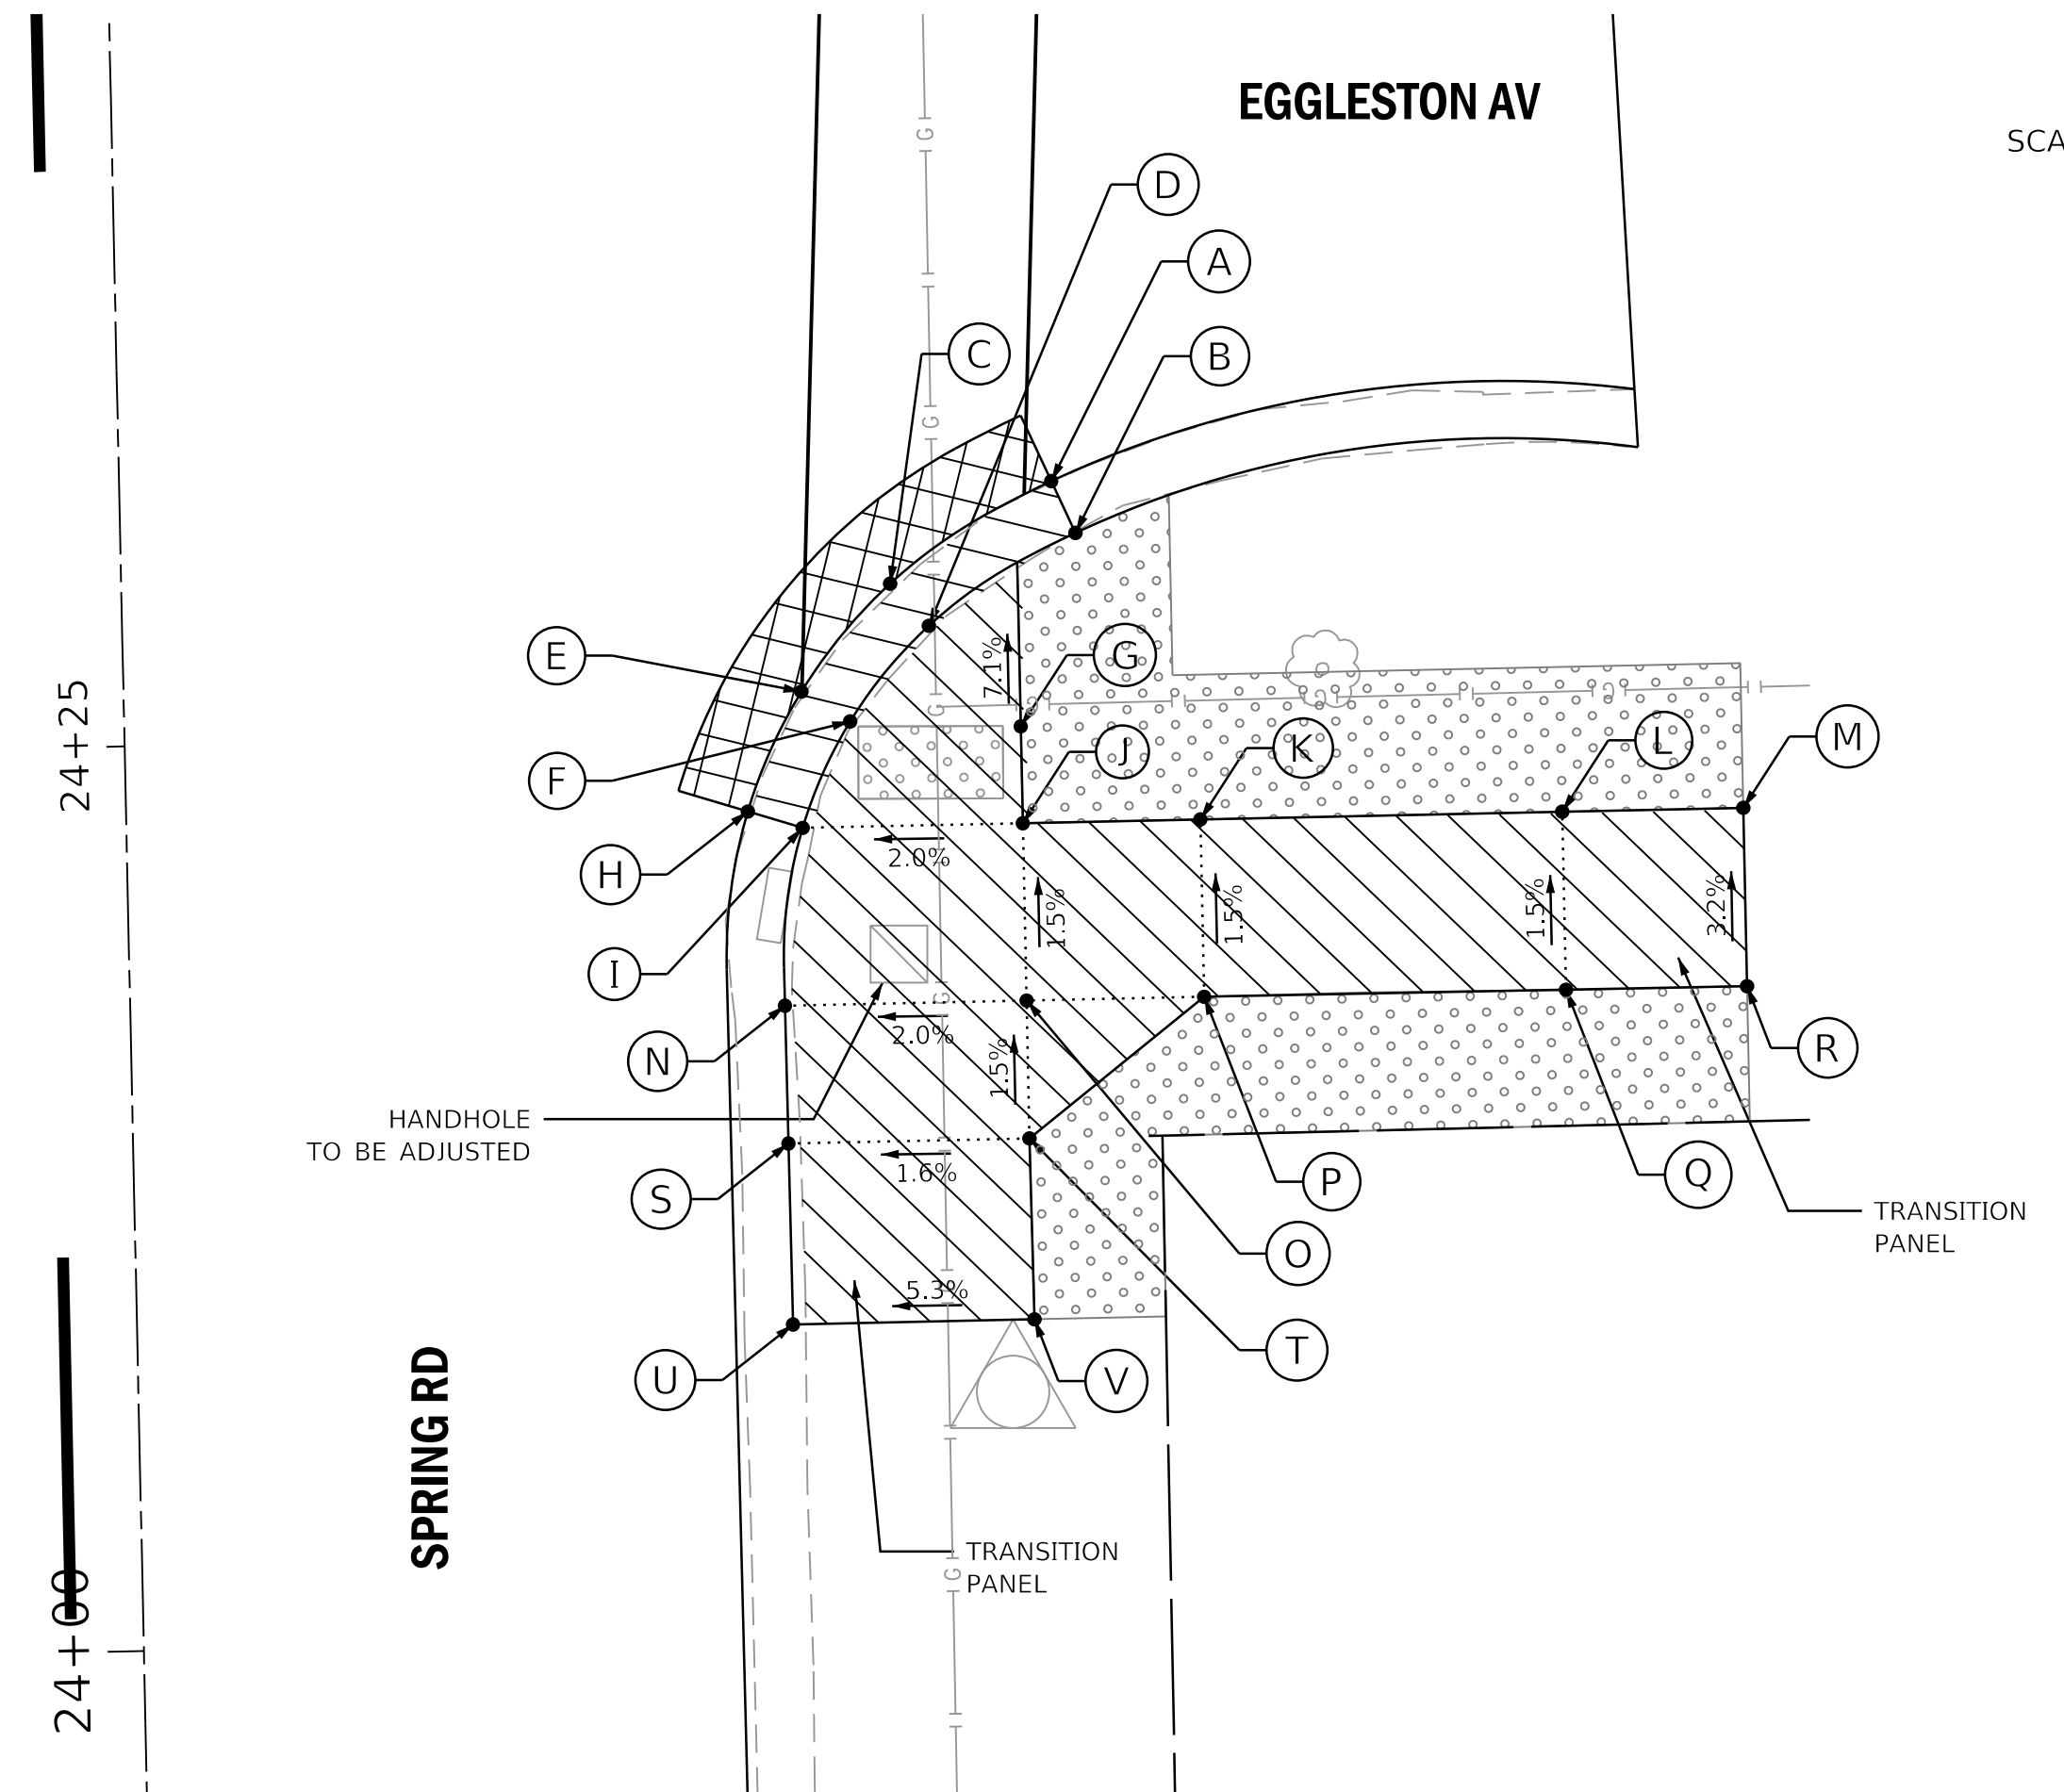 EGGLESTON AV
SCA
D
A
B
C
G
G
E
7.1%
G
G
G
G
F
J
K
L
M
24+25
H
2.0%
1.5%
1.5%
1.5%
3.2%
I
G
N
2.0%
1.5%
R
HANDHOLE
TO BE ADJUSTED
S
1.6%
P
Q
TRANSITION
PANEL
O
5.3%
T
U
V
SPRING RD
TRANSITION
PANEL
G
24+00